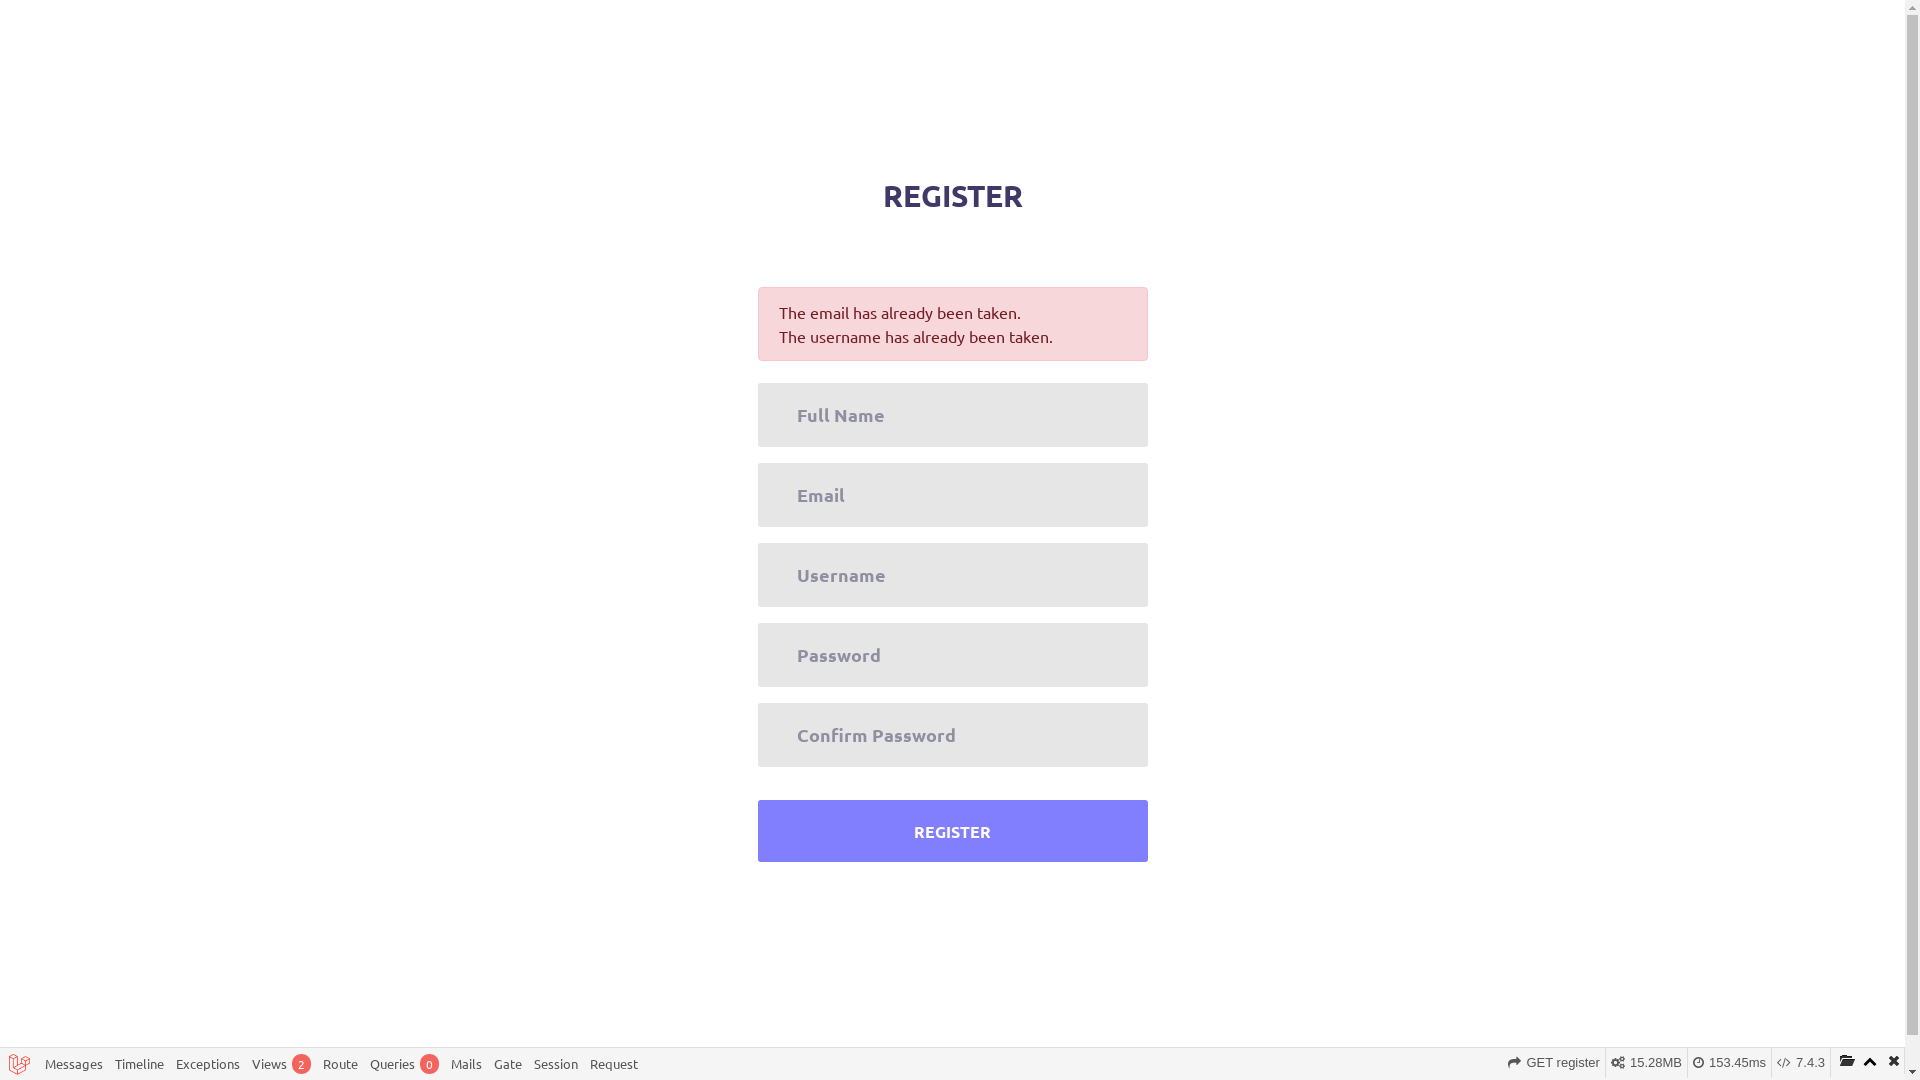 REGISTER
The email has already been taken.
The username has already been taken.
Full Name
Email
Username
Password
Confirm Password
REGISTER
Messages Timeline Exceptions Views 2 Route Queries 0 Mails Gate Session Request GET register 15.28MB 153.45ms 7.4.3